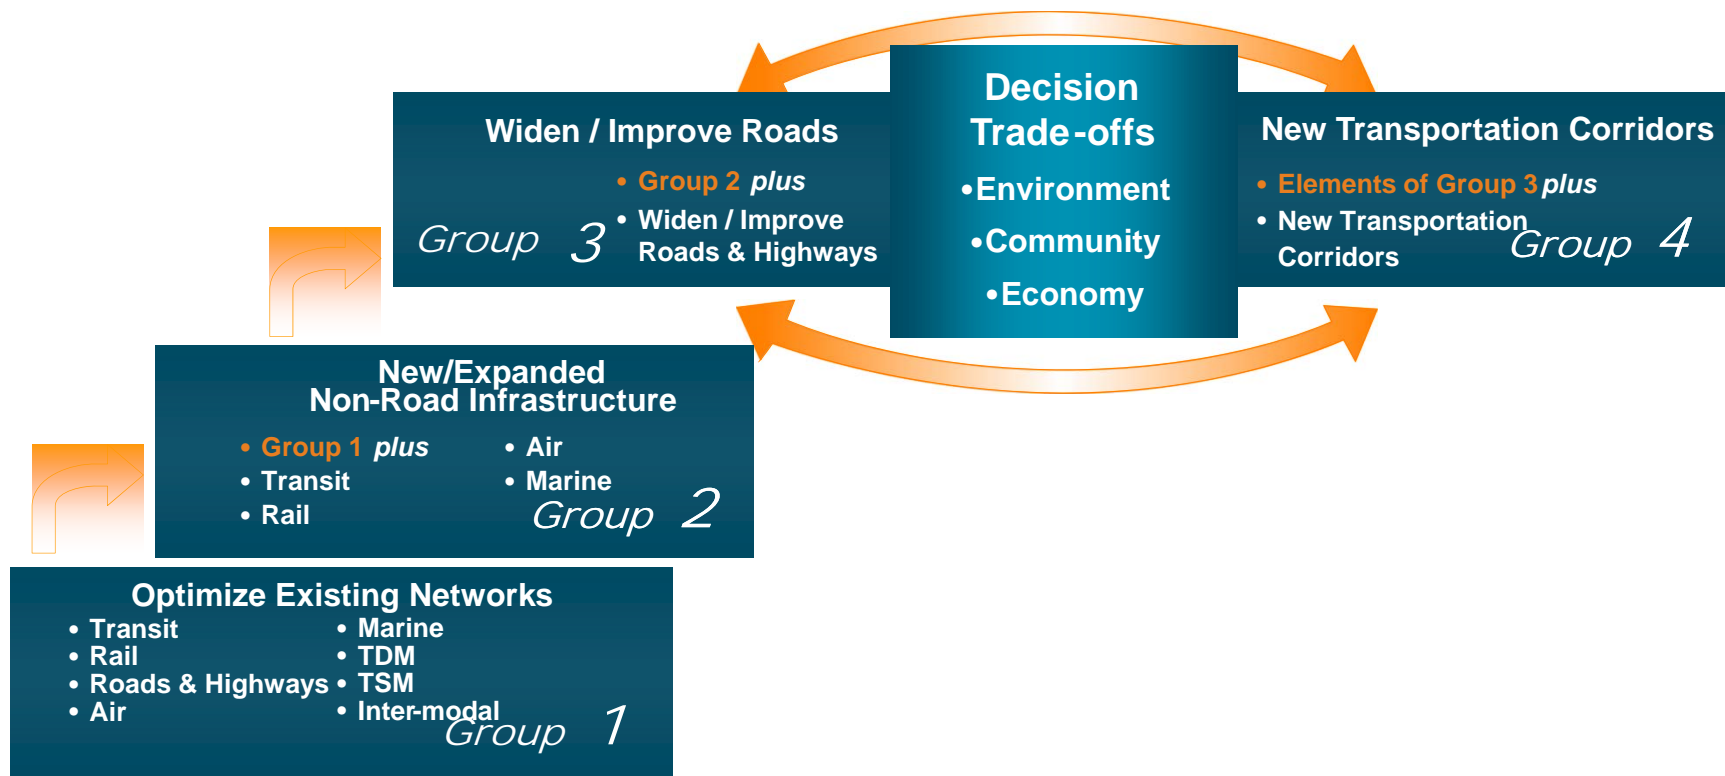 Decision
Trade-offs
•Environment
•Community
•Economy
Widen / Improve Roads
• Group 2 plus
• Widen / Improve
Roads & Highways
Group 3
New Transportation Corridors
• Elements of Group 3 plus
• New Transportation
Corridors
Group 4
New/Expanded
Non-Road Infrastructure
• Group 1 plus
• Transit
• Rail
• Air
• Marine
Group 2
Optimize Existing Networks
• Transit
• Rail
• Roads & Highways
• Air
• Marine
• TDM
• TSM
• Inter-modal
Group 1